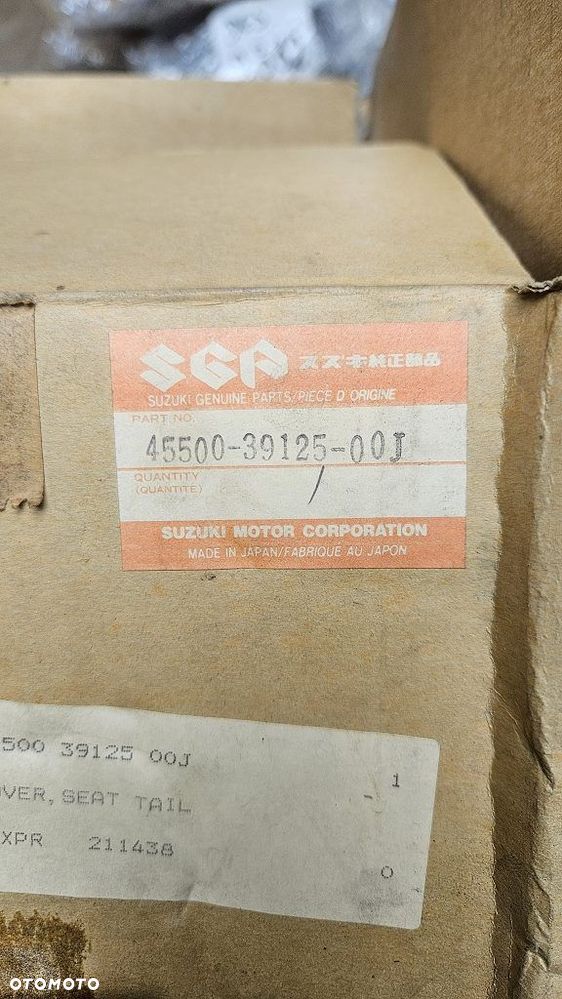 SGP スズキ純正部品
SUZUKI GENUINE PARTS/PIECE D'ORIGINE
PART NO.
45500-39125-00J
QUANTITY
(QUANTITE)
/
SUZUKI MOTOR CORPORATION
MADE IN JAPAN/FABRIQUE AU JAPON
500 39125 00J
1
VER, SEAT TAIL
XPR 211438
0
OTOMOTO